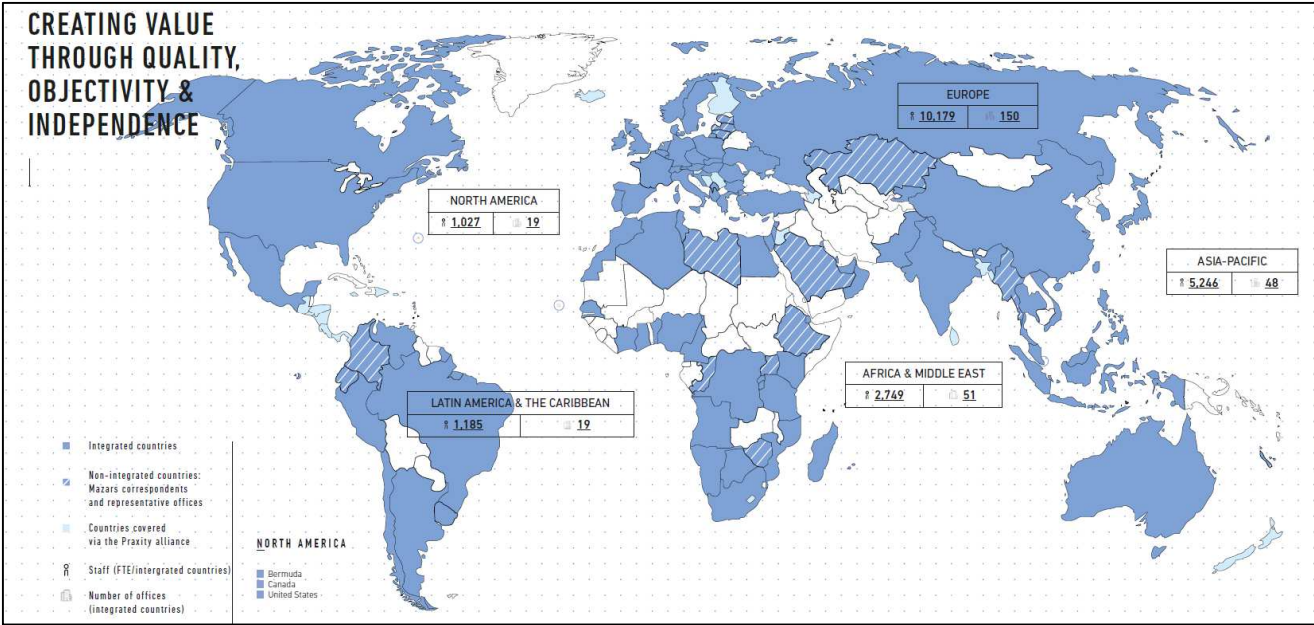 CREATING VALUE
THROUGH QUALITY,
OBJECTIVITY &
INDEPENDENCE
EUROPE
10,179 150
NORTH AMERICA
1,027 19
ASIA-PACIFIC
5,246 48
AFRICA & MIDDLE EAST
2,749 51
LATIN AMERICA & THE CARIBBEAN
1,185 19
Integrated countries
Non-integrated countries:
Mazars correspondents
and representative offices
Countries covered
via the Praxity alliance
Staff (FTE/intergrated countries)
Number of offices
(integrated countries)
NORTH AMERICA
Bermuda
Canada
United States